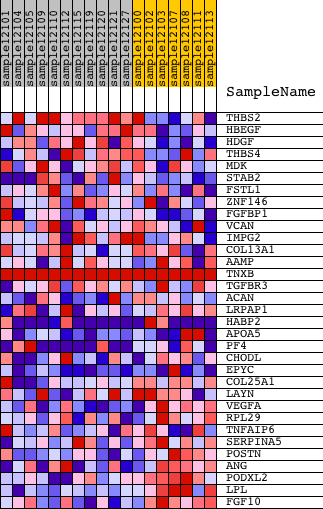 sample12101
sample12104
sample12105
sample12109
sample12110
sample12112
sample12115
sample12119
sample12120
sample12127
sample12100
sample12102
sample12103
sample12107
sample12108
sample12111
sample12113
SampleName
THBS2
HBEGF
HDGF
THBS4
MDK
STAB2
FSTL1
ZNF146
FGFBP1
VCAN
IMPG2
COL13A1
AAMP
TNXB
TGFBR3
ACAN
LRPAP1
HABP2
APOA5
PF4
CHODL
EPYC
COL25A1
LAYN
VEGFA
RPL29
TNFAIP6
SERPINA5
POSTN
ANG
PODXL2
LPL
FGF10